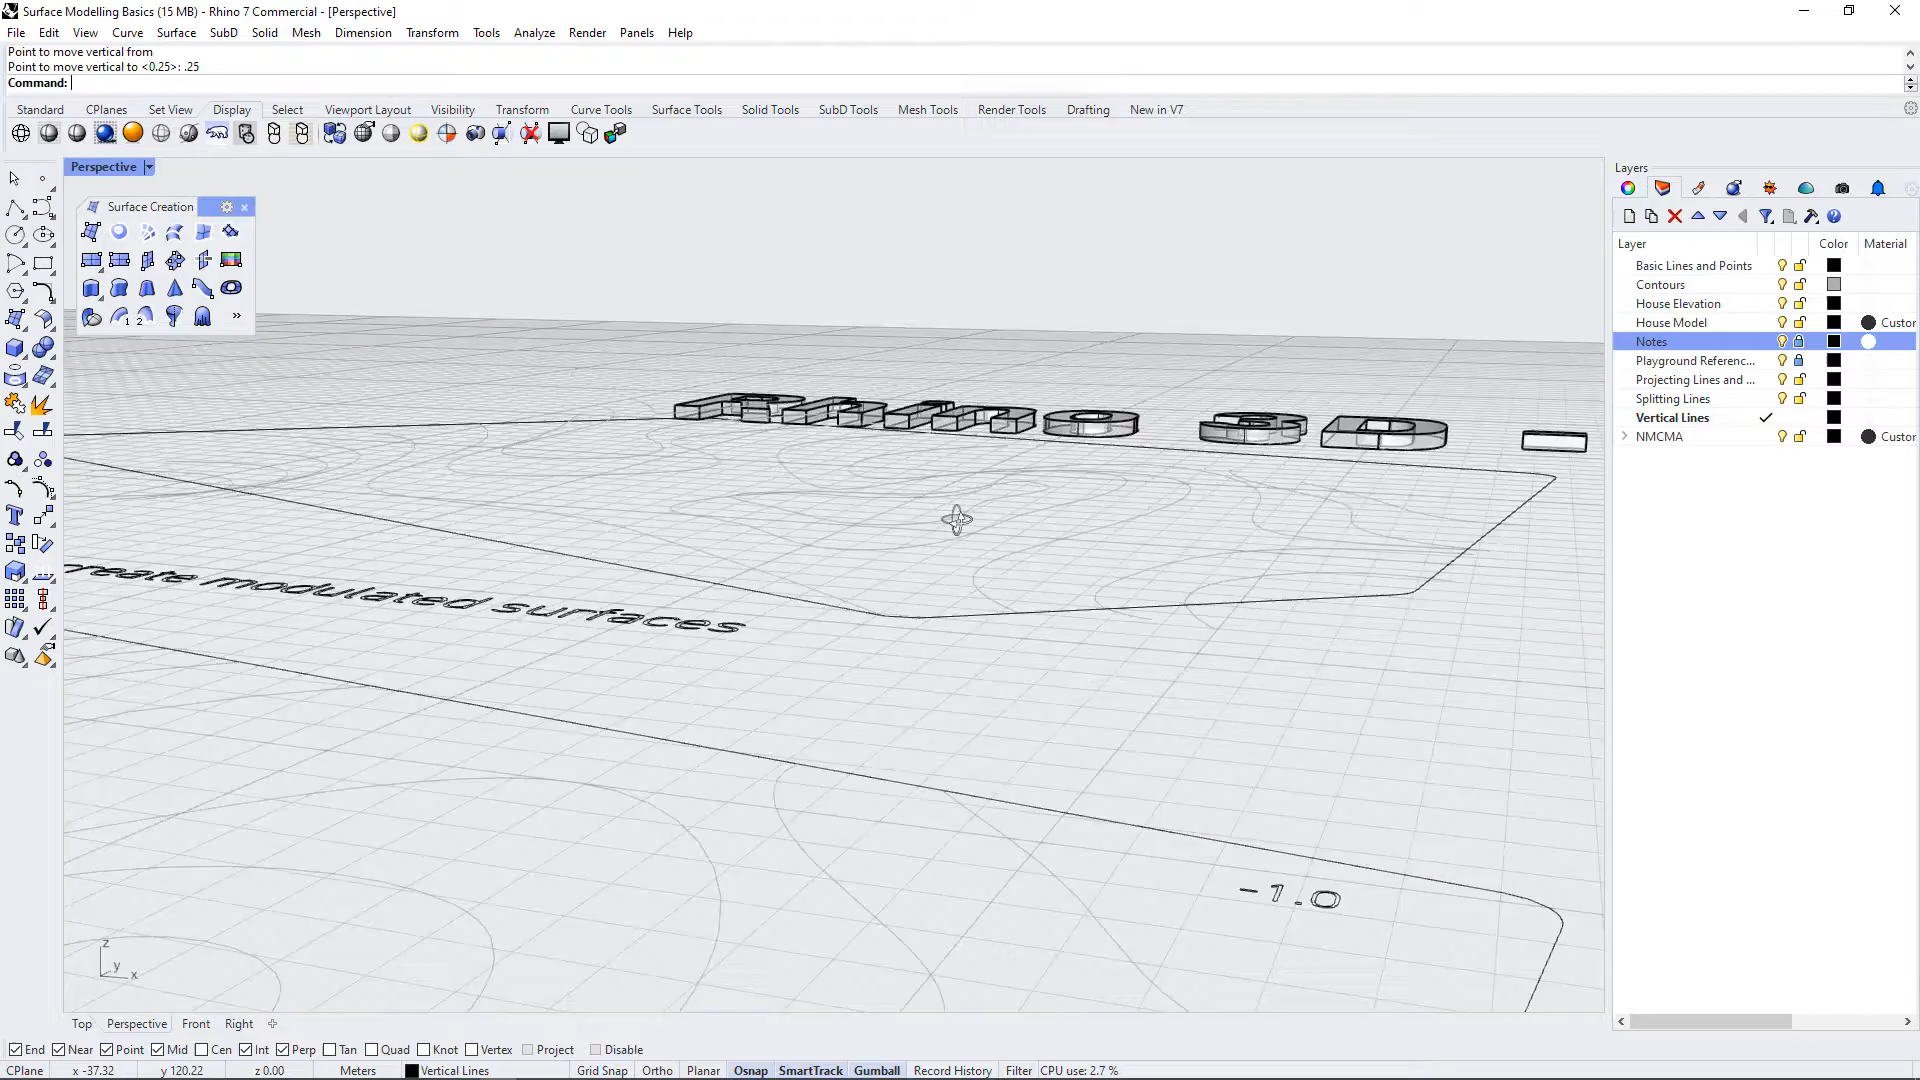 Surface Modelling Basics (15 MB) - Rhino 7 Commercial - [Perspective]
File Edit View Curve Surface SubD Solid Mesh Dimension Transform Tools Analyze Render Panels Help
Point to move vertical from
Point to move vertical to <0.25>: .25
Command:
Standard CPlanes Set View Display Select Viewport Layout Visibility Transform Curve Tools Surface Tools Solid Tools SubD Tools Mesh Tools Render Tools Drafting New in V7
Perspective
Surface Creation
1 2 »
Rhino 3D -
create modulated surfaces
-1.0
z
y x
Layers
Layer Color Material
Basic Lines and Points
Contours
House Elevation
House Model Custor
Notes
Playground Referenc...
Projecting Lines and ...
Splitting Lines
Vertical Lines
NMCMA Custor
Top Perspective Front Right
End Near Point Mid Cen Int Perp Tan Quad Knot Vertex Project Disable
CPlane x -37.32 y 120.22 z 0.00 Meters Vertical Lines Grid Snap Ortho Planar Osnap SmartTrack Gumball Record History Filter CPU use: 2.7 %